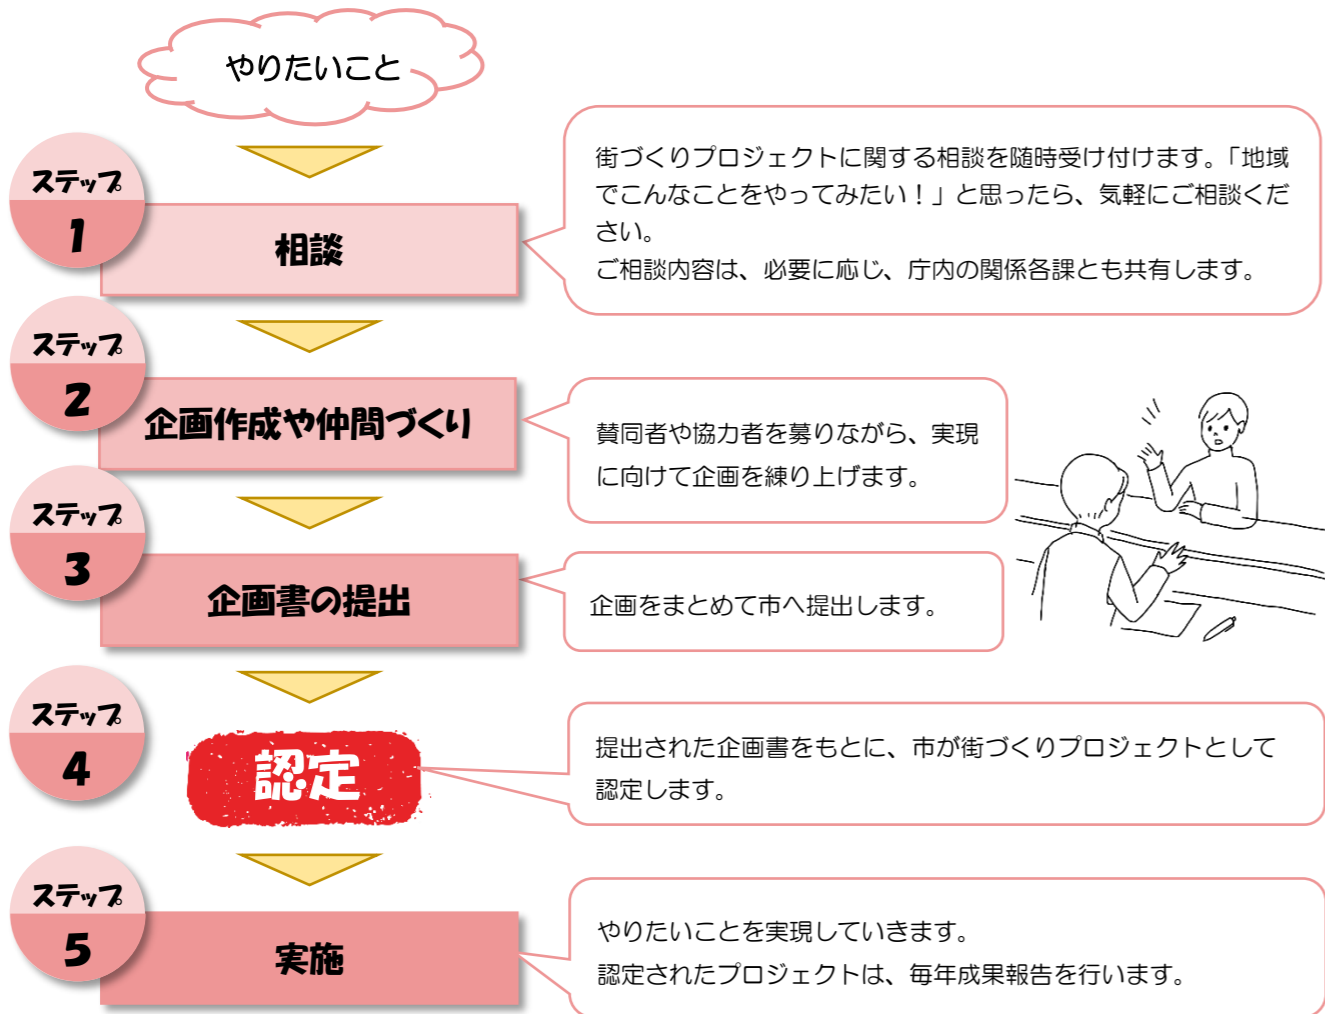 やりたいこと
ステップ
1
相談
街づくりプロジェクトに関する相談を随時受け付けます。「地域
でこんなことをやってみたい！」と思ったら、気軽にご相談くだ
さい。
ご相談内容は、必要に応じ、庁内の関係各課とも共有します。
ステップ
2
企画作成や仲間づくり
賛同者や協力者を募りながら、実現
に向けて企画を練り上げます。
ステップ
3
企画書の提出
企画をまとめて市へ提出します。
ステップ
4
認定
提出された企画書をもとに、市が街づくりプロジェクトとして
認定します。
ステップ
5
実施
やりたいことを実現していきます。
認定されたプロジェクトは、毎年成果報告を行います。